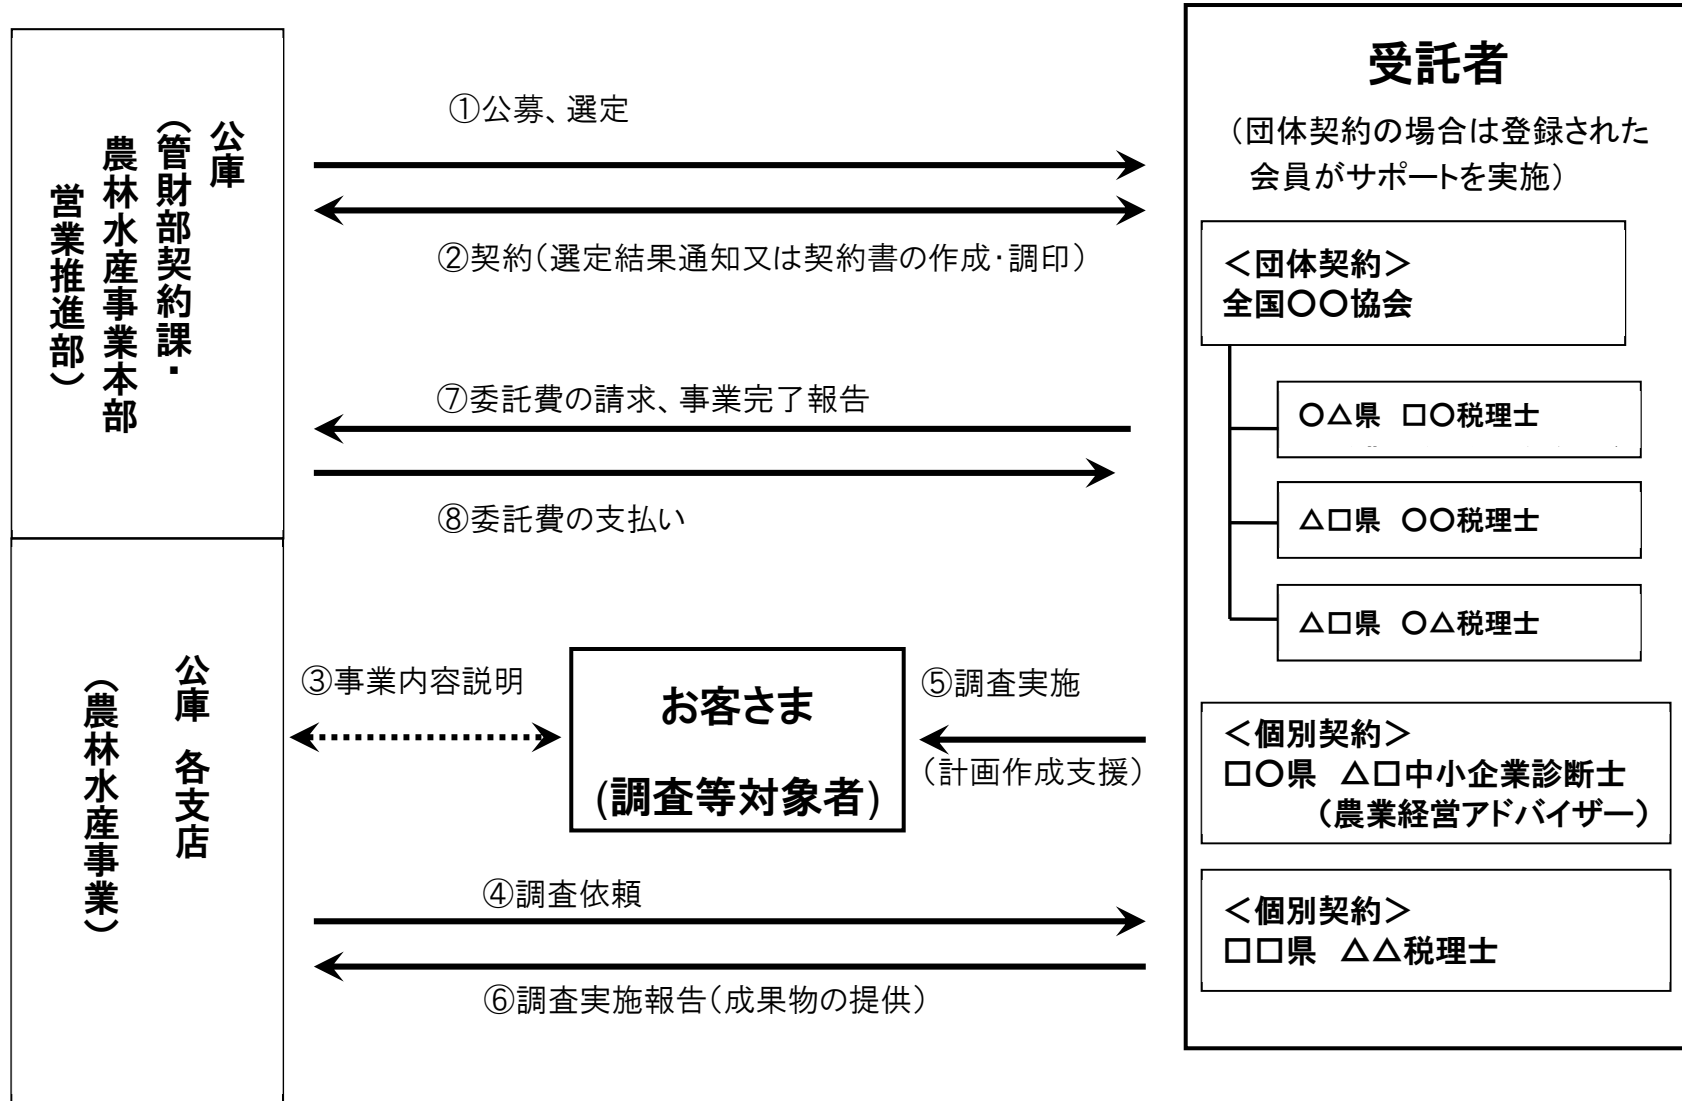 公庫
（管財部契約課・
農林水産事業本部
営業推進部）
①公募、選定
②契約（選定結果通知又は契約書の作成・調印）
⑦委託費の請求、事業完了報告
⑧委託費の支払い
公庫 各支店
（農林水産事業）
③事業内容説明
お客さま
(調査等対象者)
⑤調査実施
（計画作成支援）
④調査依頼
⑥調査実施報告（成果物の提供）
受託者
（団体契約の場合は登録された
会員がサポートを実施）
＜団体契約＞
全国〇〇協会
〇△県 □〇税理士
△□県 〇〇税理士
△□県 〇△税理士
＜個別契約＞
□〇県 △□中小企業診断士
（農業経営アドバイザー）
＜個別契約＞
□□県 △△税理士